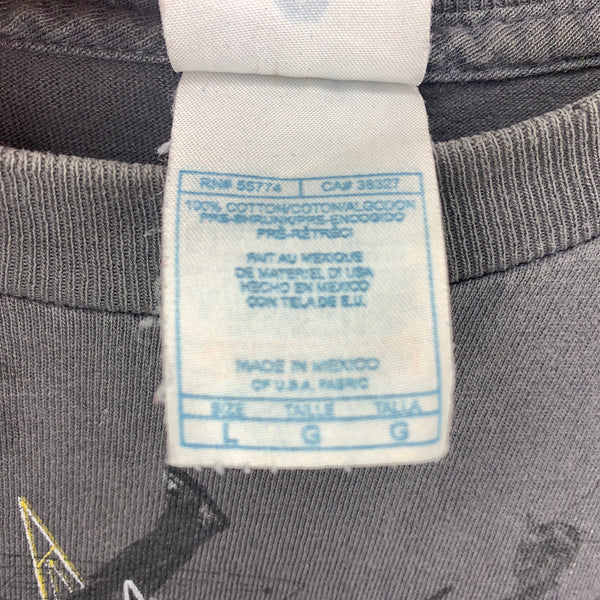 RN# 55774 CA# 36327
100% COTTON/COTON/ALGODON
PRE-SHRUNK/PRE-ENCOGIDO
PRÉ-RÉTRÉCI
FAIT AU MEXIQUE
DE MATERIEL D! USA
HECHO EN MEXICO
CON TELA DE E.U.
MADE IN MEXICO
OF U.S.A. FABRIC
SIZE TAILLE TALLA
L G G